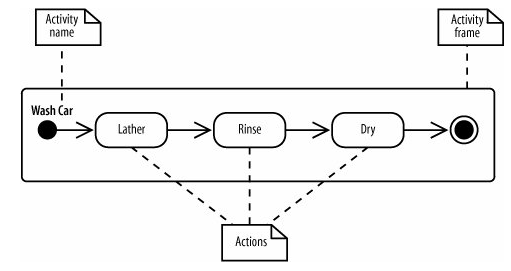 Activity
name
Activity
frame
Wash Car
Lather
Rinse
Dry
Actions